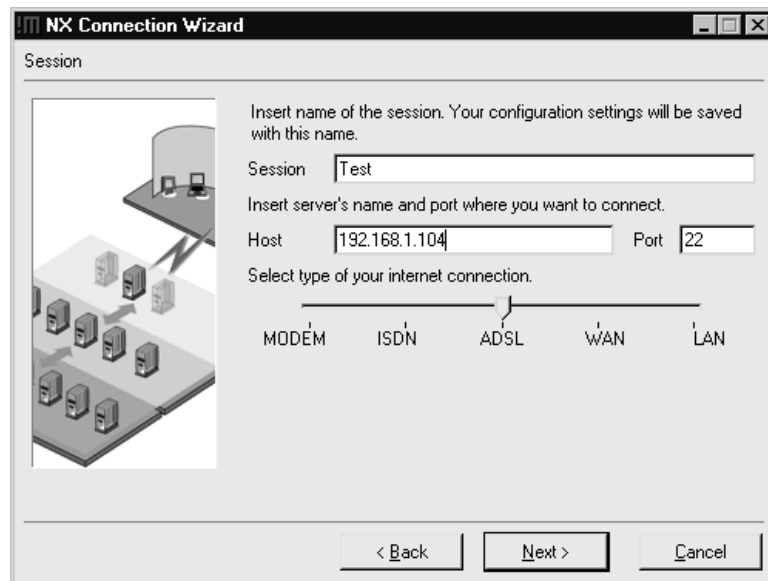 !M NX Connection Wizard
Session
Insert name of the session. Your configuration settings will be saved
with this name.
Session Test
Insert server's name and port where you want to connect.
Host 192.168.1.104 Port 22
Select type of your internet connection.
MODEM ISDN ADSL WAN LAN
< Back Next > Cancel